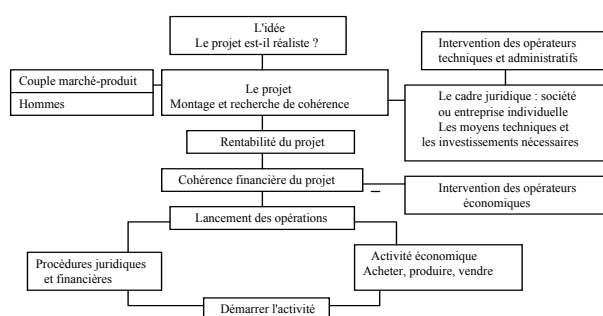 L'idée
Le projet est-il réaliste ?
Intervention des opérateurs
techniques et administratifs
Couple marché-produit
Hommes
Le projet
Montage et recherche de cohérence
Le cadre juridique : société
ou entreprise individuelle
Les moyens techniques et
les investissements nécessaires
Rentabilité du projet
Cohérence financière du projet
Intervention des opérateurs
économiques
Lancement des opérations
Procédures juridiques
et financières
Activité économique
Acheter, produire, vendre
Démarrer l'activité